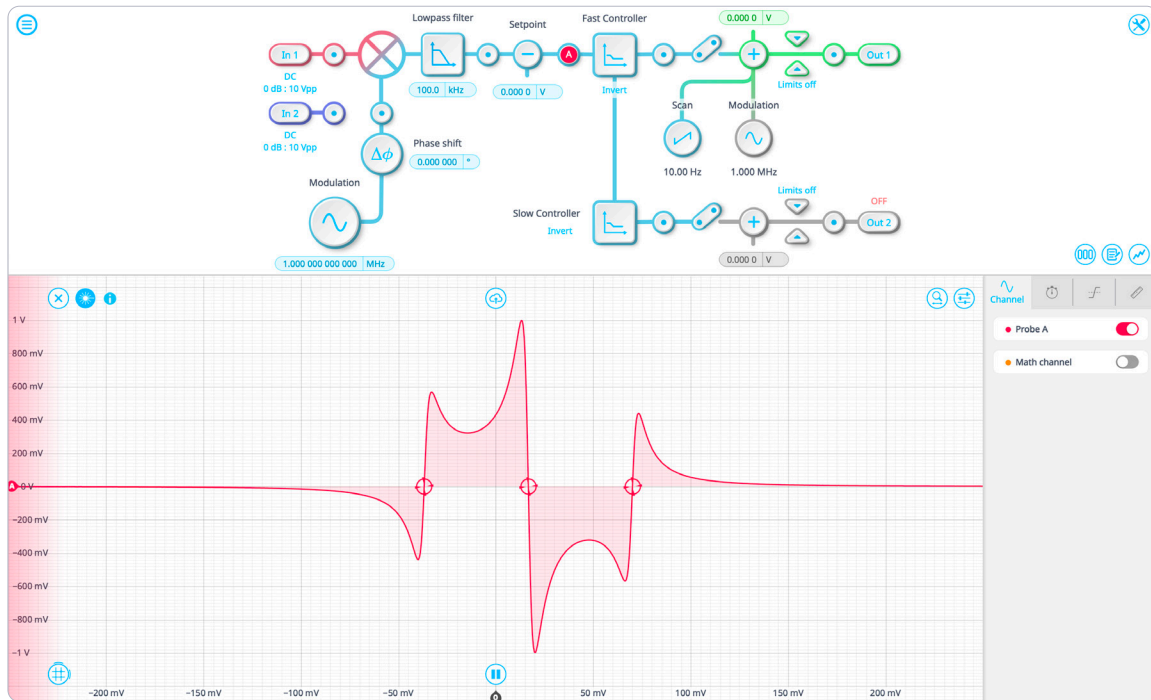 Lowpass filter
Setpoint
Fast Controller
0.000 0 V
In 1
A
Out 1
DC
0 dB : 10 Vpp
100.0 kHz
0.000 0 V
Invert
Limits off
In 2
Scan
Modulation
DC
0 dB : 10 Vpp
Δϕ
Phase shift
0.000 000 °
10.00 Hz
1.000 MHz
Modulation
Limits off
OFF
Slow Controller
Invert
Out 2
0.000 0 V
1.000 000 000 000 MHz
Channel
1 V
Probe A
800 mV
Math channel
600 mV
400 mV
200 mV
A
0 V
−200 mV
−400 mV
−600 mV
−800 mV
−1 V
−200 mV
−150 mV
−100 mV
−50 mV
0
50 mV
100 mV
150 mV
200 mV